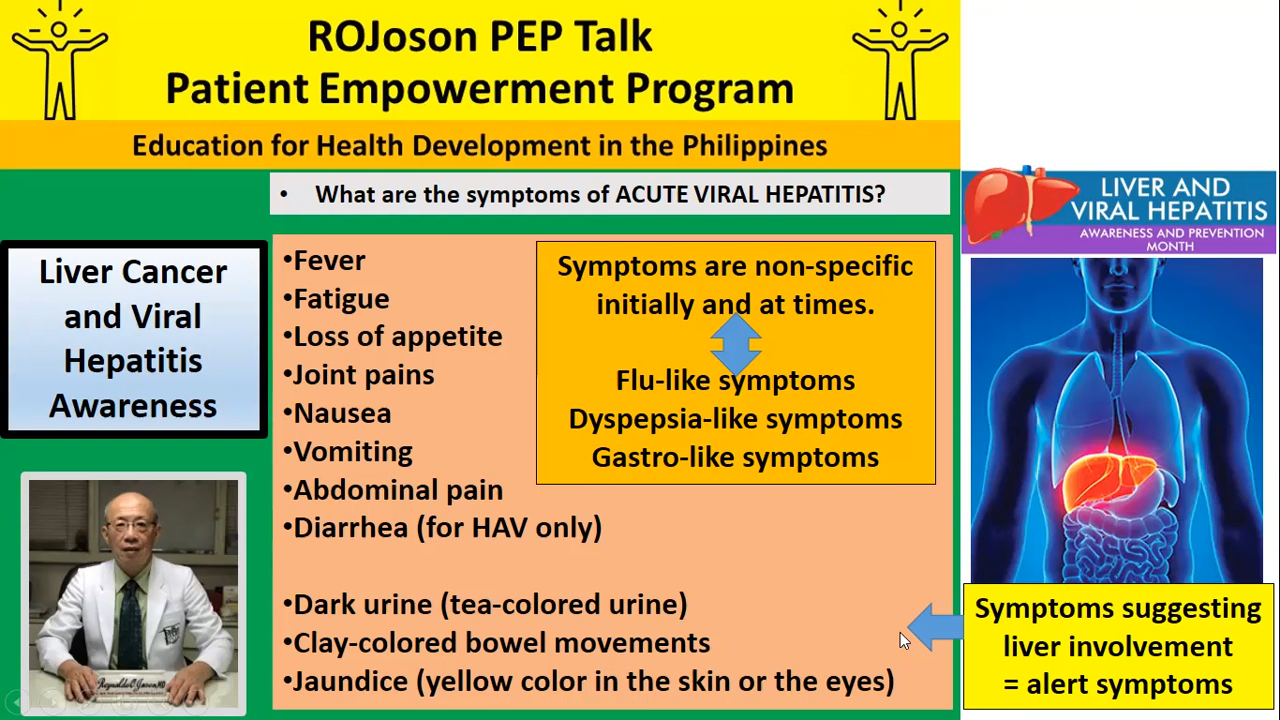 ROJoson PEP Talk
Patient Empowerment Program
Education for Health Development in the Philippines
• What are the symptoms of ACUTE VIRAL HEPATITIS?
LIVER AND
VIRAL HEPATITIS
AWARENESS AND PREVENTION
MONTH
Liver Cancer
and Viral
Hepatitis
Awareness
•Fever
•Fatigue
•Loss of appetite
•Joint pains
•Nausea
•Vomiting
•Abdominal pain
•Diarrhea (for HAV only)
•Dark urine (tea-colored urine)
•Clay-colored bowel movements
•Jaundice (yellow color in the skin or the eyes)
Symptoms are non-specific
initially and at times.
Flu-like symptoms
Dyspepsia-like symptoms
Gastro-like symptoms
Symptoms suggesting
liver involvement
= alert symptoms
Reynaldo O. Joson, MD